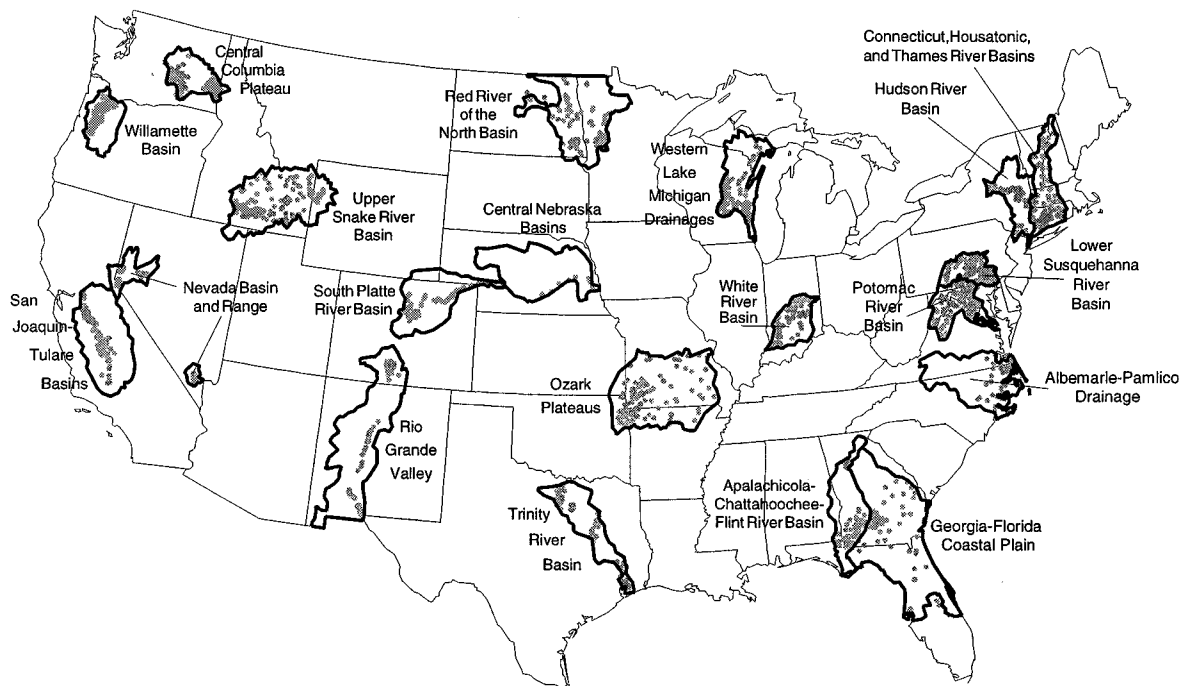 Connecticut, Housatonic,
and Thames River Basins
Hudson River
Basin
Central
Columbia
Plateau
Red River
of the
North Basin
Willamette
Basin
Western
Lake
Michigan
Drainages
Upper
Snake River
Basin
Central Nebraska
Basins
Lower
Susquehanna
River
Basin
Nevada Basin
and Range
South Platte
River Basin
White
River
Basin
Potomac
River
Basin
San
Joaquin-
Tulare
Basins
Ozark
Plateaus
Albemarle-Pamlico
Drainage
Rio
Grande
Valley
Trinity
River
Basin
Apalachicola-
Chattahoochee-
Flint River Basin
Georgia-Florida
Coastal Plain